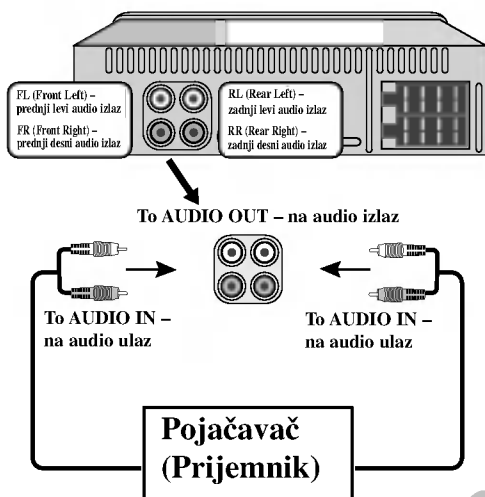 FL (Front Left) –
prednji levi audio izlaz
FR (Front Right) –
prednji desni audio izlaz
RL (Rear Left) –
zadnji levi audio izlaz
RR (Rear Right) –
zadnji desni audio izlaz
To AUDIO OUT – na audio izlaz
To AUDIO IN –
na audio ulaz
To AUDIO IN –
na audio ulaz
Pojačavač
(Prijemnik)